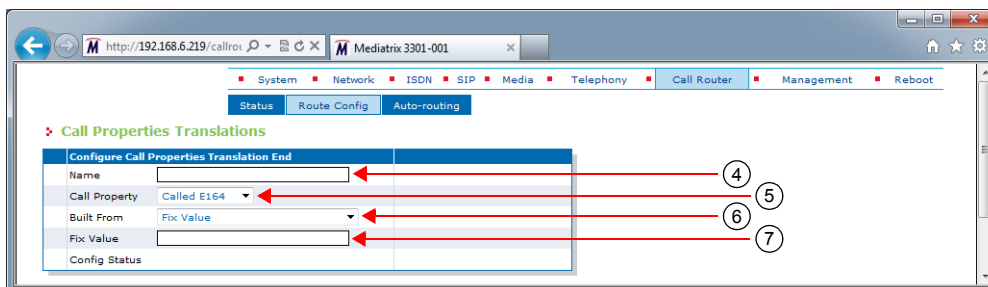 http://192.168.6.219/callrou
Mediatrix 3301-001
System Network ISDN SIP Media Telephony Call Router Management Reboot
Status Route Config Auto-routing
Call Properties Translations
Configure Call Properties Translation End
Name
4
Call Property Called E164
5
Built From Fix Value
6
Fix Value
7
Config Status